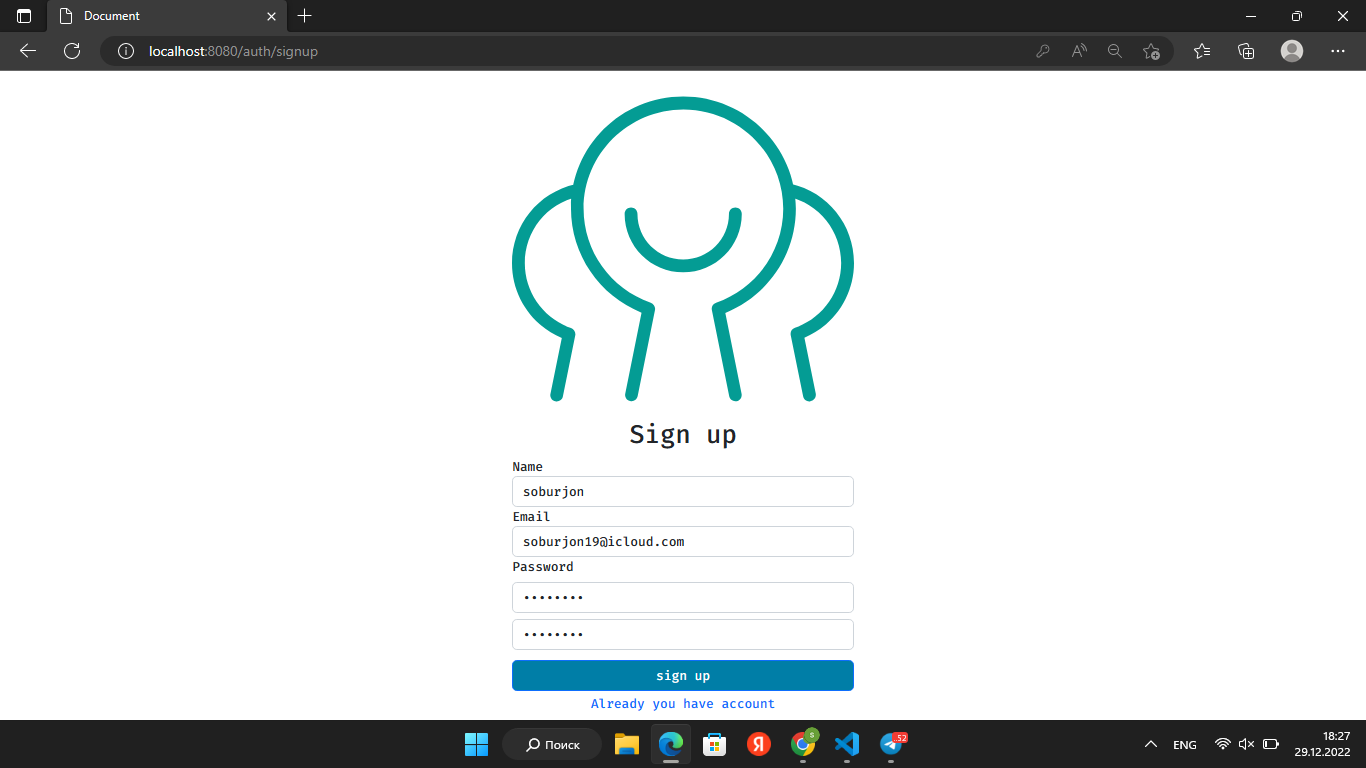 Document
localhost:8080/auth/signup
Sign up
Name
soburjon
Email
soburjon19@icloud.com
Password
••••••••
••••••••
sign up
Already you have account
Поиск
Я
s
52
ENG
18:27
29.12.2022